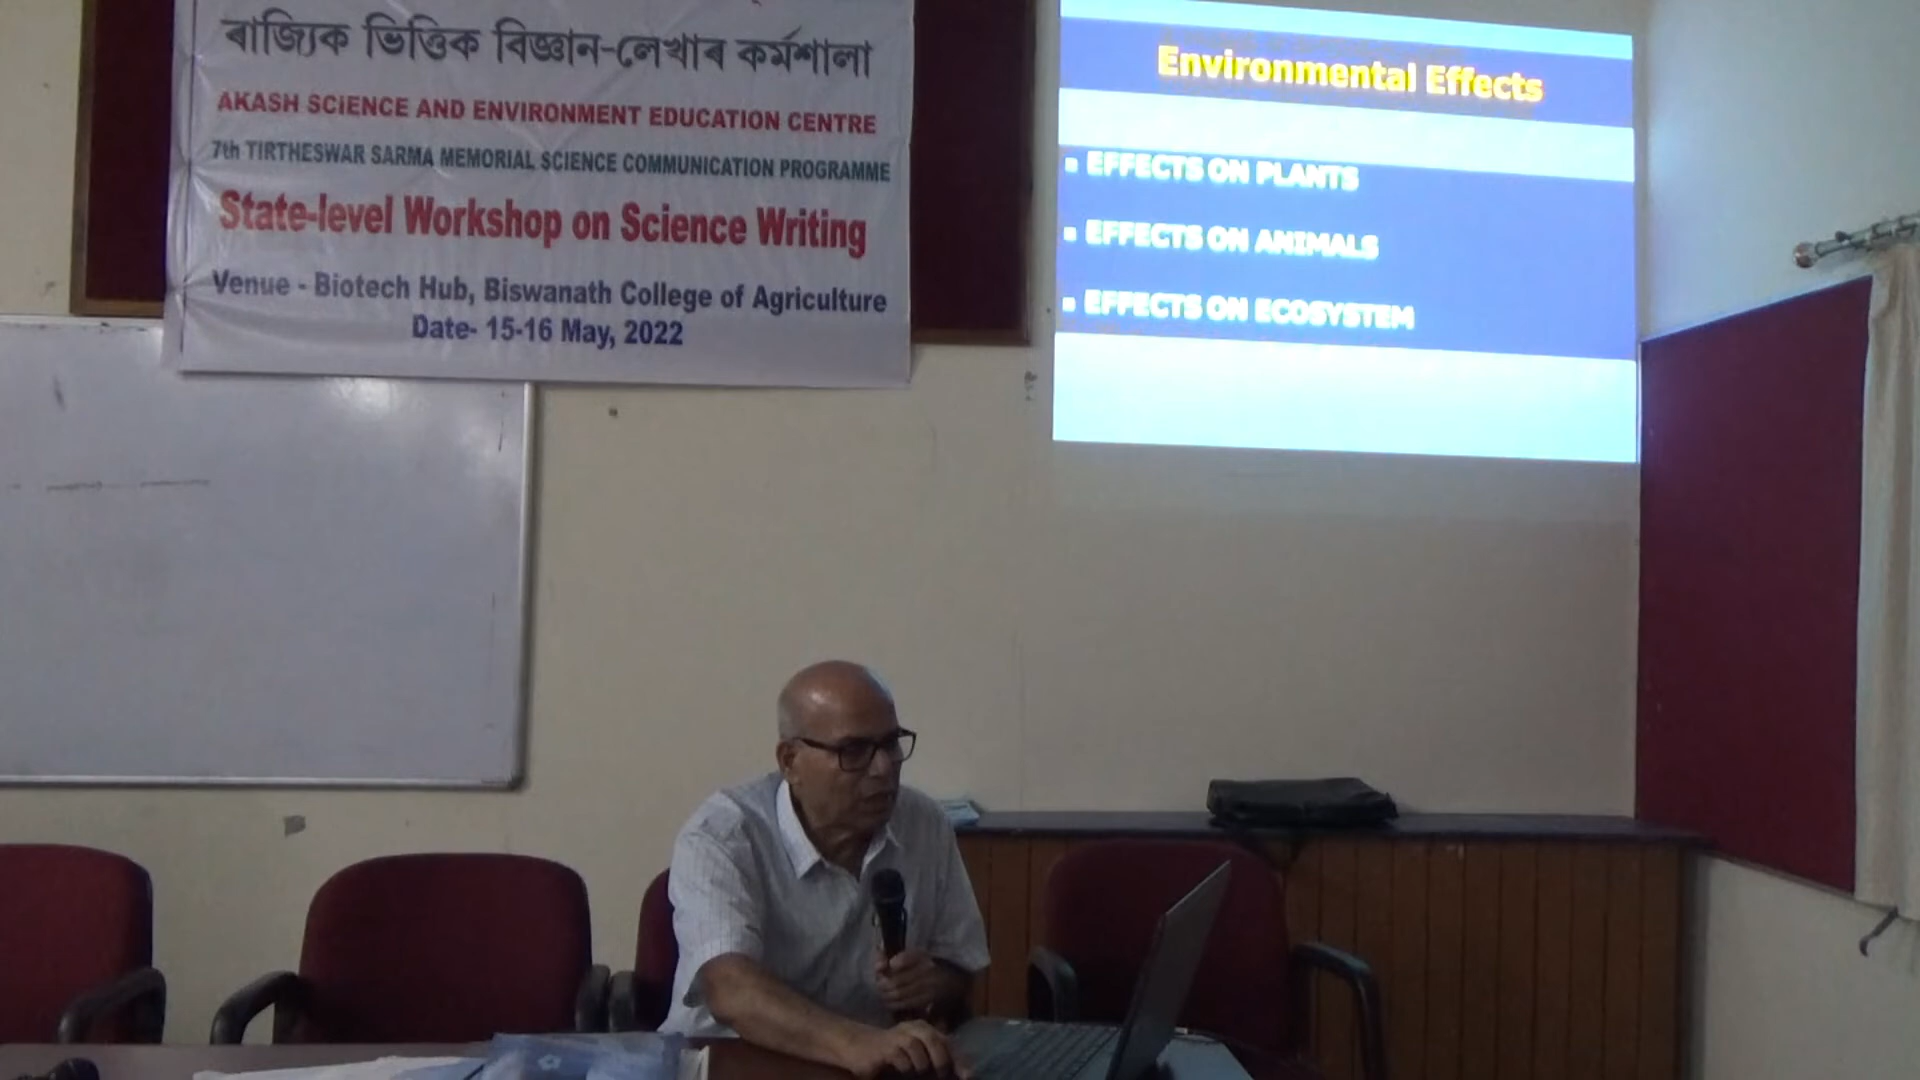 ৰাজ্যিক ভিত্তিক বিজ্ঞান-লেখাৰ কৰ্মশালা
AKASH SCIENCE AND ENVIRONMENT EDUCATION CENTRE
7th TIRTHESWAR SARMA MEMORIAL SCIENCE COMMUNICATION PROGRAMME
State-level Workshop on Science Writing
Venue - Biotech Hub, Biswanath College of Agriculture
Date- 15-16 May, 2022
Environmental Effects
▪ EFFECTS ON PLANTS
▪ EFFECTS ON ANIMALS
▪ EFFECTS ON ECOSYSTEM